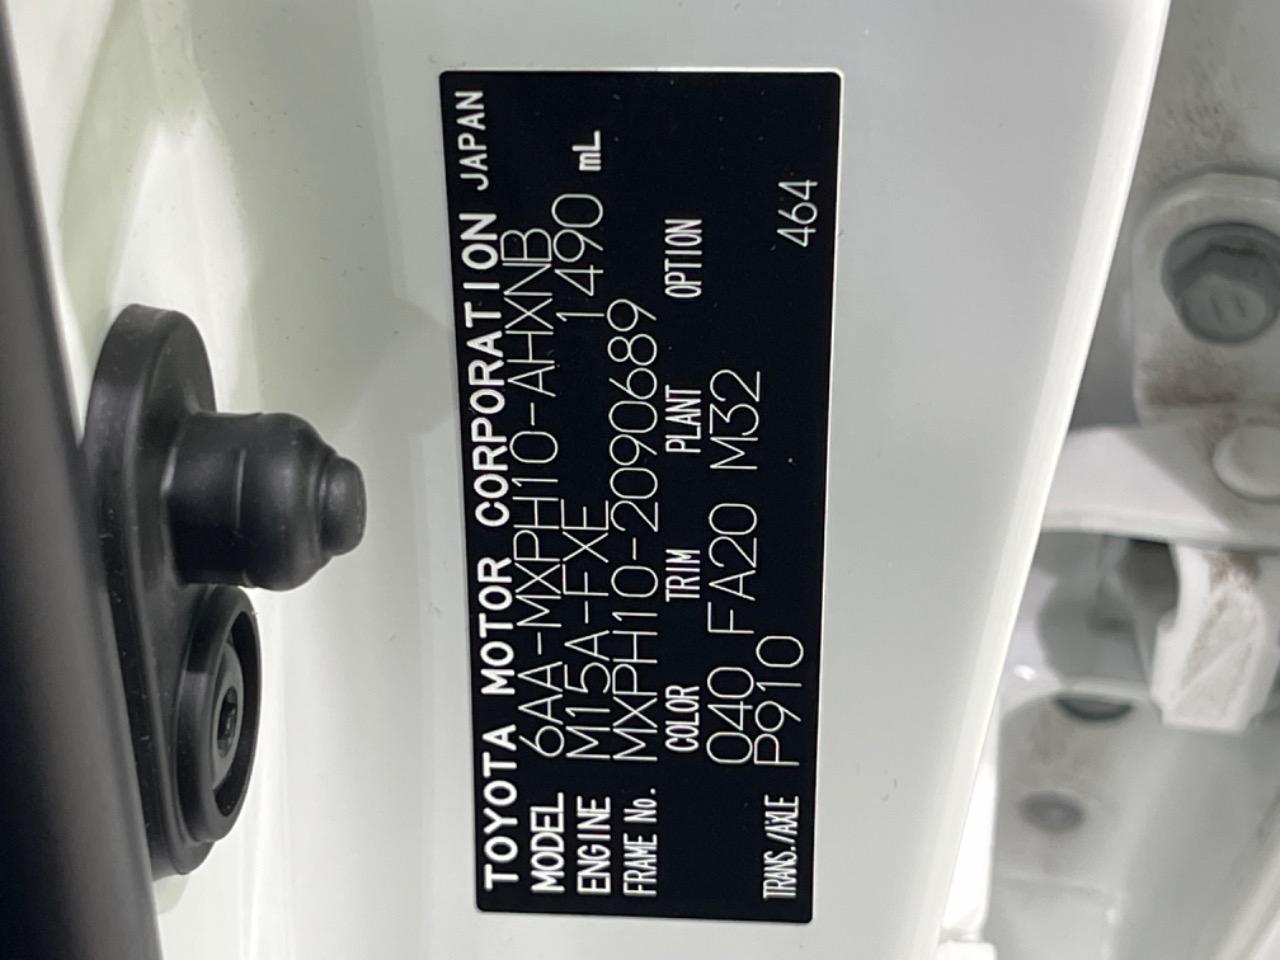 TOYOTA MOTOR CORPORATION JAPAN
MODEL 6AA-MXPH10-AHXNB
ENGINE M15A-FXE 1490 mL
FRAME No. MXPH10-2090689
COLOR TRIM PLANT OPTION
040 FA20 M32
TRANS./AXLE P910 464